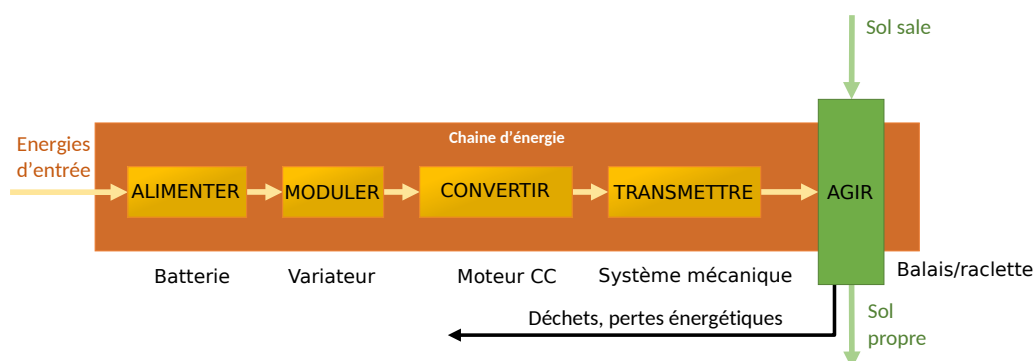 Sol sale
Chaine d’énergie
Energies
d’entrée
ALIMENTER
MODULER
CONVERTIR
TRANSMETTRE
AGIR
Batterie
Variateur
Moteur CC
Système mécanique
Balais/raclette
Déchets, pertes énergétiques
Sol
propre